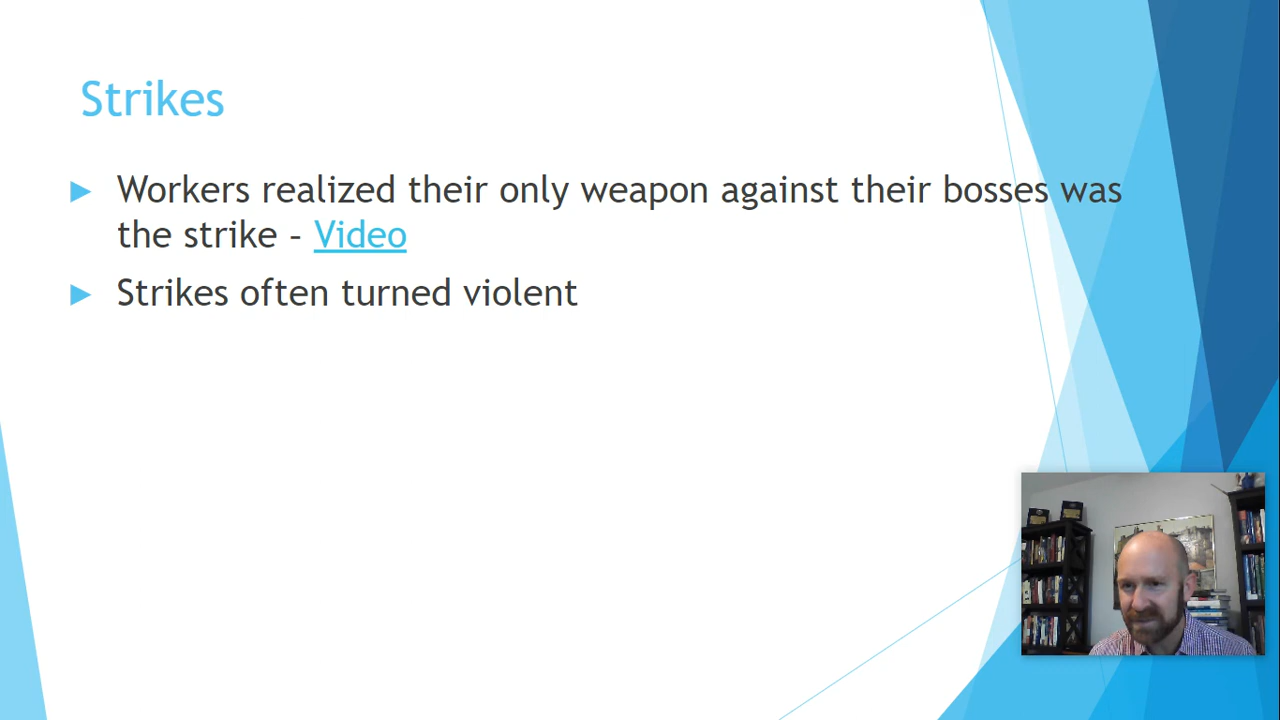 Strikes
Workers realized their only weapon against their bosses was
the strike – Video
Strikes often turned violent